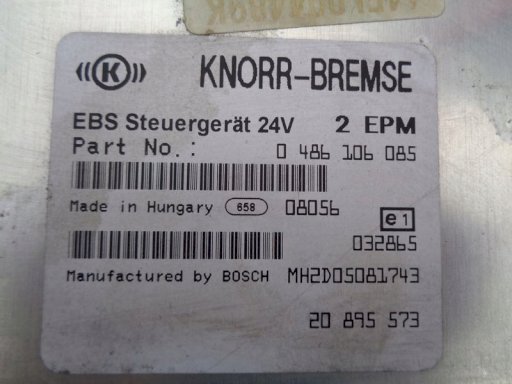 K KNORR-BREMSE
EBS Steuergerät 24V 2 EPM
Part No.: 0 486 106 085
Made in Hungary 658 08056 e1
032865
Manufactured by BOSCH MH2D05081743
20 895 573